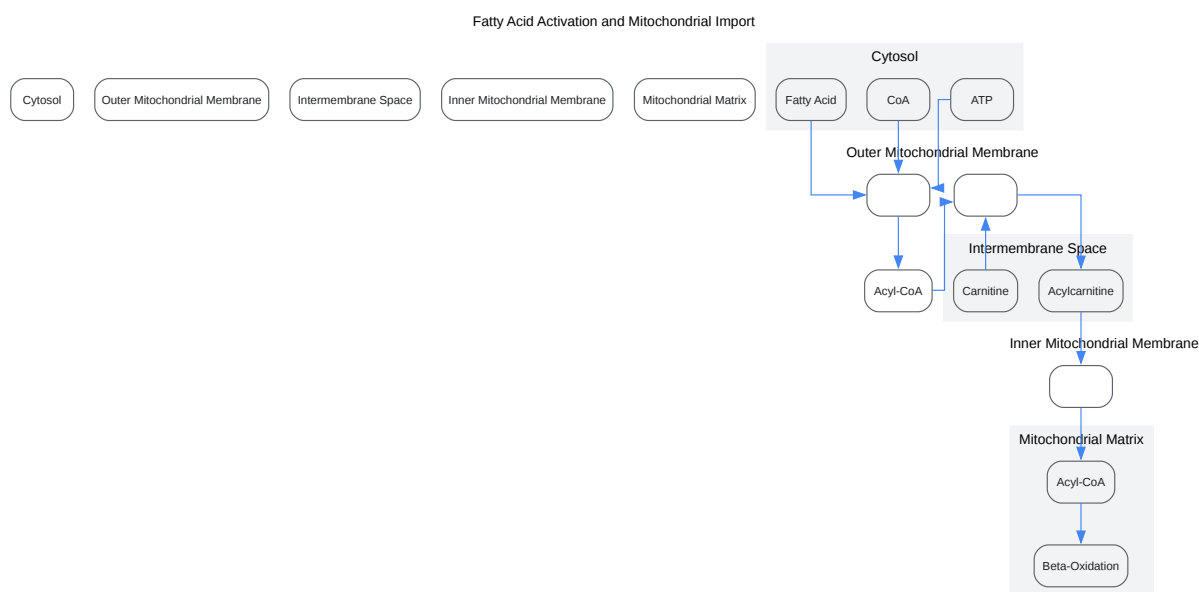 Fatty Acid Activation and Mitochondrial Import
Cytosol
Cytosol
Outer Mitochondrial Membrane
Intermembrane Space
Inner Mitochondrial Membrane
Mitochondrial Matrix
Fatty Acid
CoA
ATP
Outer Mitochondrial Membrane
Intermembrane Space
Acyl-CoA
Carnitine
Acylcarnitine
Inner Mitochondrial Membrane
Mitochondrial Matrix
Acyl-CoA
Beta-Oxidation